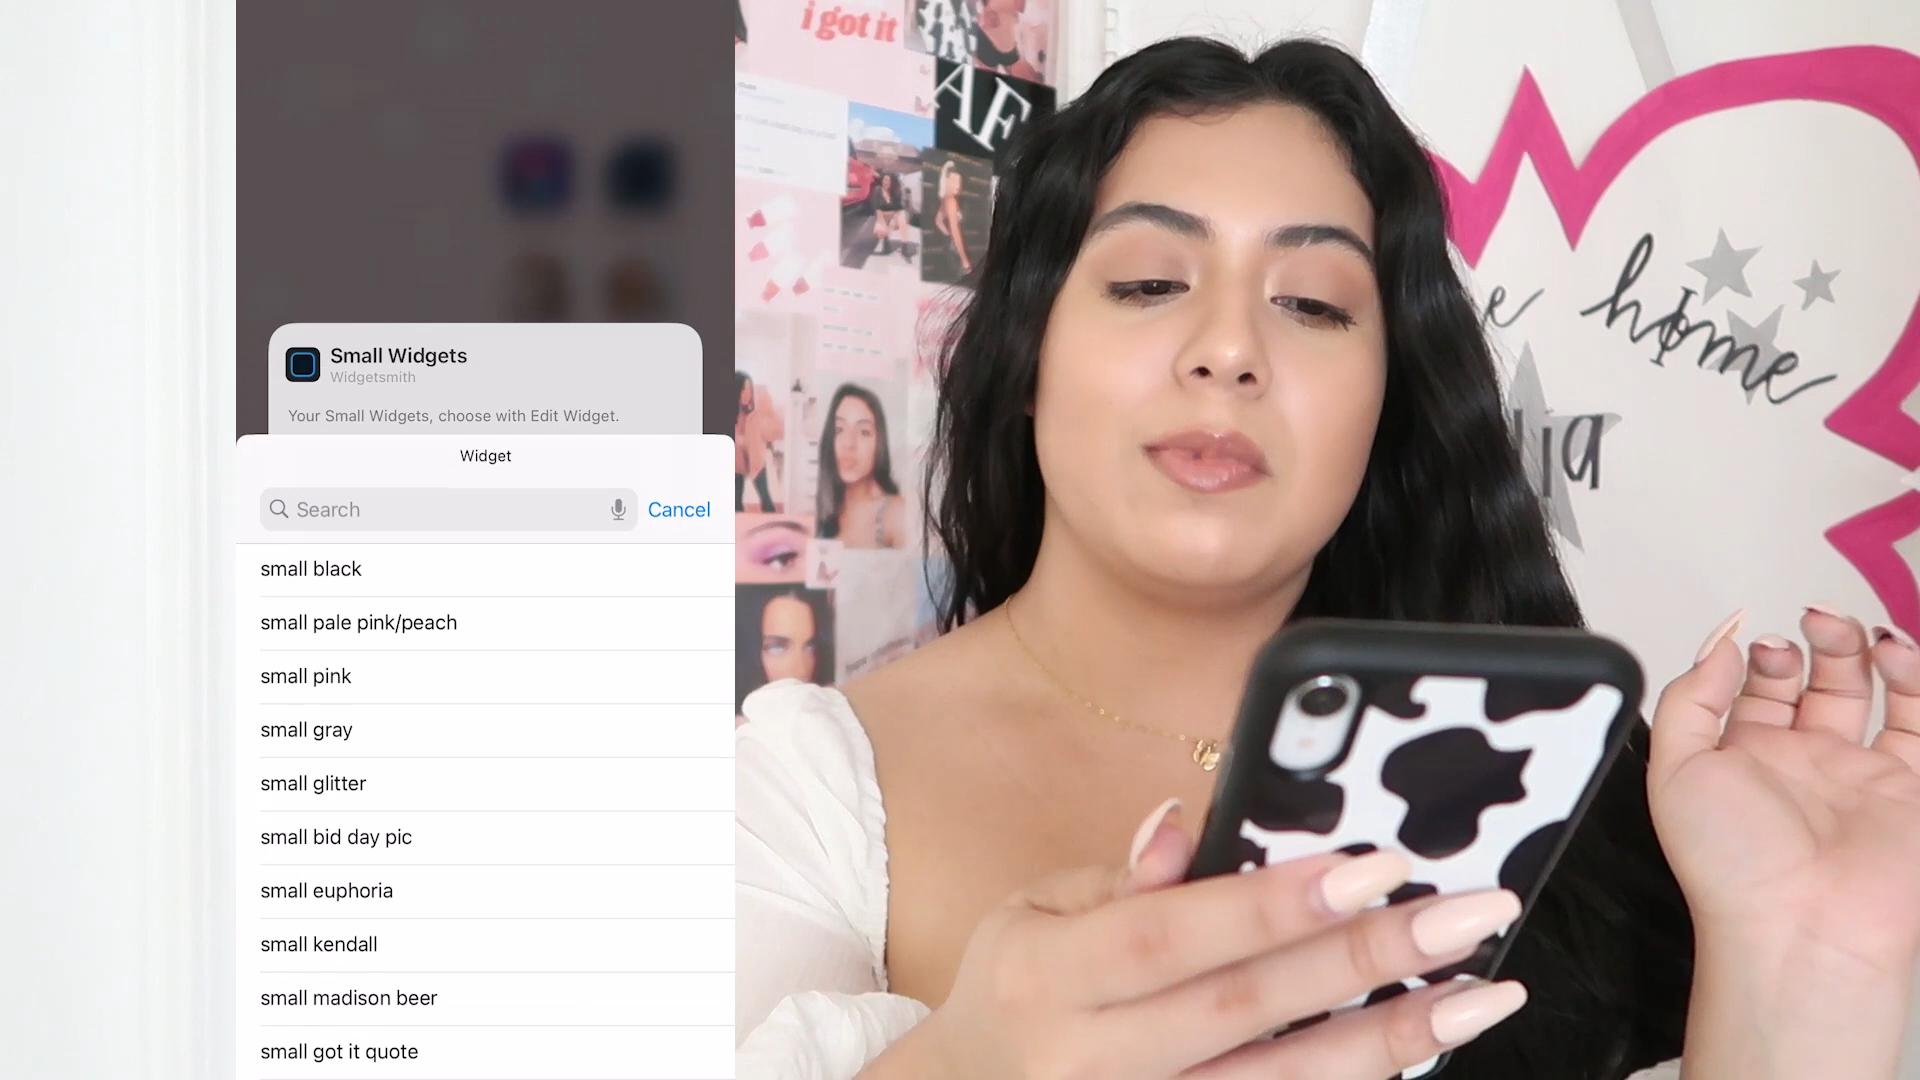 Small Widgets
Widgetsmith
Your Small Widgets, choose with Edit Widget.
Widget
Search
Cancel
small black
small pale pink/peach
small pink
small gray
small glitter
small bid day pic
small euphoria
small kendall
small madison beer
small got it quote
i got it
AF
home